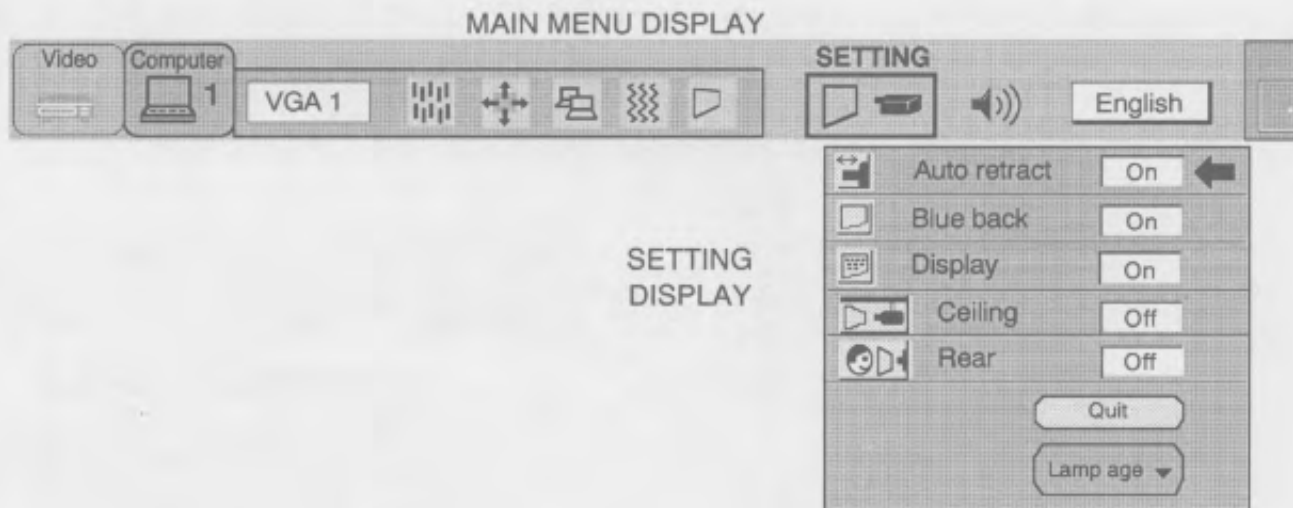 MAIN MENU DISPLAY
Video
Computer
1
VGA 1
SETTING
English
Auto retract On
Blue back On
SETTING
DISPLAY
Display On
Ceiling Off
Rear Off
Quit
Lamp age